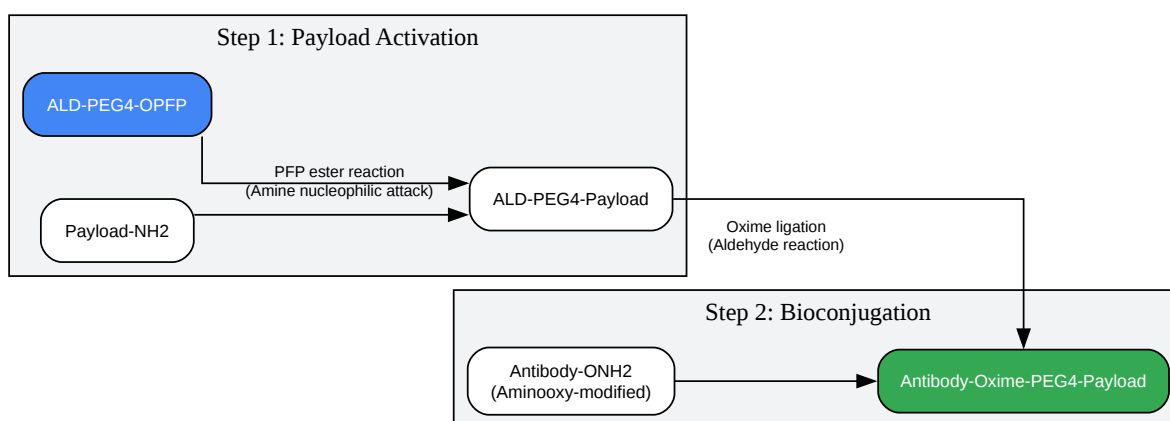 Step 1: Payload Activation
ALD-PEG4-OPFP
PFP ester reaction
(Amine nucleophilic attack)
Payload-NH2
ALD-PEG4-Payload
Oxime ligation
(Aldehyde reaction)
Step 2: Bioconjugation
Antibody-ONH2
(Aminooxy-modified)
Antibody-Oxime-PEG4-Payload